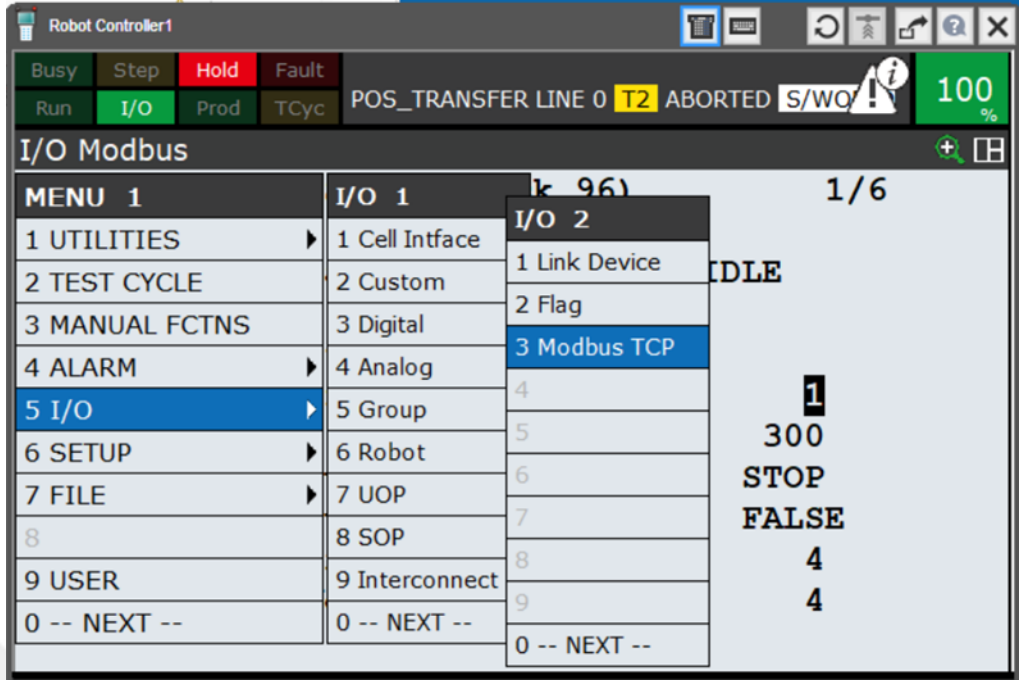 Robot Controller1
Busy Step Hold Fault
Run I/O Prod TCyc
POS_TRANSFER LINE 0 T2 ABORTED S/WO
100
%
I/O Modbus
MENU 1
1 UTILITIES
2 TEST CYCLE
3 MANUAL FCTNS
4 ALARM
5 I/O
6 SETUP
7 FILE
8
9 USER
0 -- NEXT --
I/O 1
1 Cell Intface
2 Custom
3 Digital
4 Analog
5 Group
6 Robot
7 UOP
8 SOP
9 Interconnect
0 -- NEXT --
I/O 2
1 Link Device
2 Flag
3 Modbus TCP
4
5
6
7
8
9
0 -- NEXT --
k 96) 1/6
IDLE
1
300
STOP
FALSE
4
4